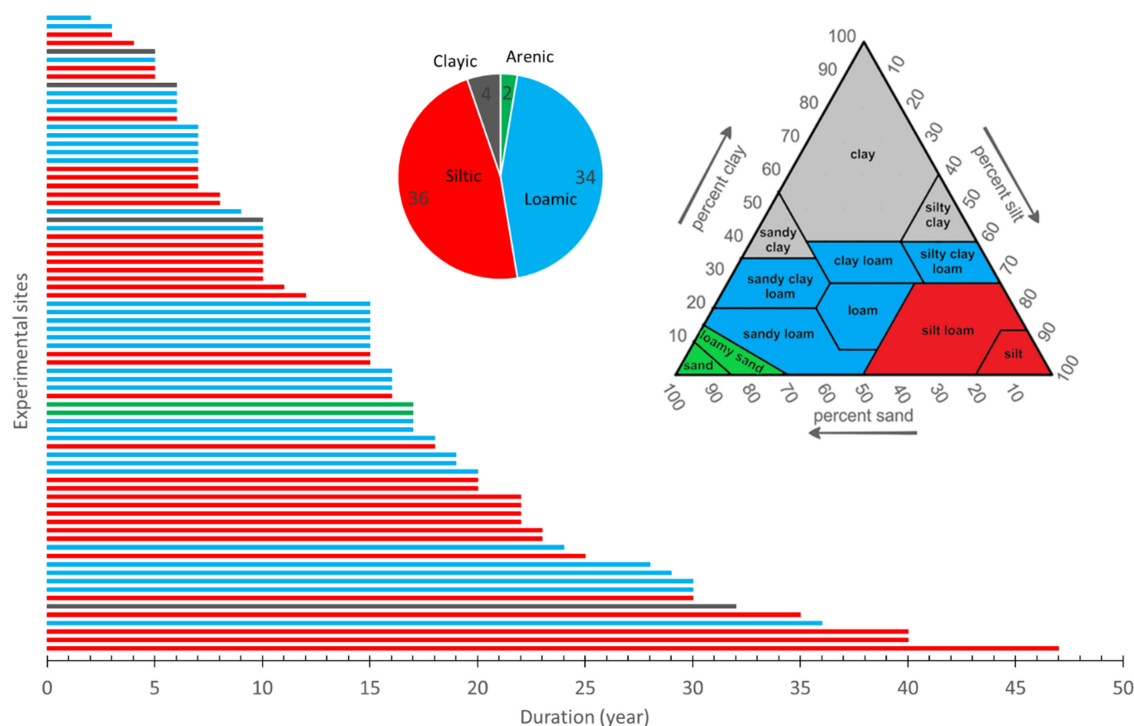 Experimental sites
0 5 10 15 20 25 30 35 40 45 50
Duration (year)
Clayic
Arenic
4
2
Siltic
36
34
Loamic
percent clay
10
20
30
40
50
60
70
80
90
100
percent silt
10
20
30
40
50
60
70
80
90
100
clay
silty
clay
sandy
clay
clay loam
silty clay
loam
sandy clay
loam
loam
sandy loam
silt loam
silt
loamy sand
sand
100 90 80 70 60 50 40 30 20 10
percent sand